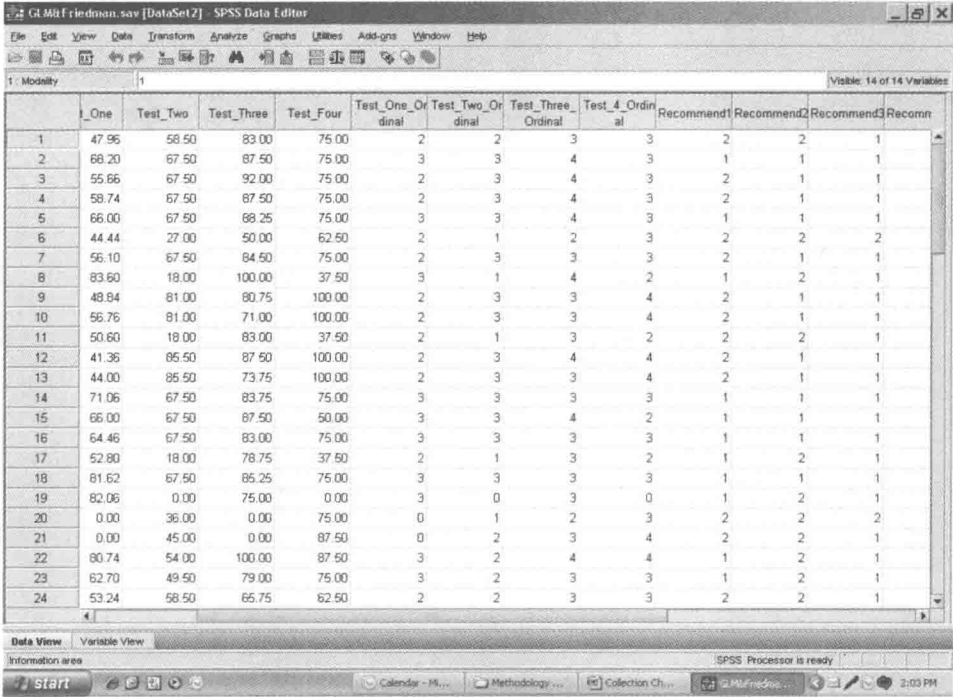 GLM&Friedman.sav [DataSet2] - SPSS Data Editor
File Edit View Data Transform Analyze Graphs Utilities Add-ons Window Help
1 : Modality 1 Visible: 14 of 14 Variables
t_One Test_Two Test_Three Test_Four Test_One_Ordinal Test_Two_Ordinal Test_Three_Ordinal Test_4_Ordinal Recommend1 Recommend2 Recommend3 Recomm
1 47.96 58.50 83.00 75.00 2 2 3 3 2 2 1
2 68.20 67.50 87.50 75.00 3 3 4 3 1 1 1
3 55.66 67.50 92.00 75.00 2 3 4 3 2 1 1
4 58.74 67.50 87.50 75.00 2 3 4 3 2 1 1
5 66.00 67.50 88.25 75.00 3 3 4 3 1 1 1
6 44.44 27.00 50.00 62.50 2 1 2 3 2 2 2
7 56.10 67.50 84.50 75.00 2 3 3 3 2 1 1
8 83.60 18.00 100.00 37.50 3 1 4 2 1 2 1
9 48.84 81.00 80.75 100.00 2 3 3 4 2 1 1
10 56.76 81.00 71.00 100.00 2 3 3 4 2 1 1
11 50.60 18.00 83.00 37.50 2 1 3 2 2 2 1
12 41.36 85.50 87.50 100.00 2 3 4 4 2 1 1
13 44.00 85.50 73.75 100.00 2 3 3 4 2 1 1
14 71.06 67.50 83.75 75.00 3 3 3 3 1 1 1
15 66.00 67.50 87.50 50.00 3 3 4 2 1 1 1
16 64.46 67.50 83.00 75.00 3 3 3 3 1 1 1
17 52.80 18.00 78.75 37.50 2 1 3 2 1 2 1
18 81.62 67.50 85.25 75.00 3 3 3 3 1 1 1
19 82.06 0.00 75.00 0.00 3 0 3 0 1 2 1
20 0.00 36.00 0.00 75.00 0 1 2 3 2 2 2
21 0.00 45.00 0.00 87.50 0 2 3 4 2 2 1
22 80.74 54.00 100.00 87.50 3 2 4 4 1 2 1
23 62.70 49.50 79.00 75.00 3 2 3 3 1 2 1
24 53.24 58.50 65.75 62.50 2 2 3 3 2 2 1
Data View Variable View
Information area SPSS Processor is ready
start Calendar - Mi... Methodology ... Collection Ch... GLM&Friedma... 2:03 PM